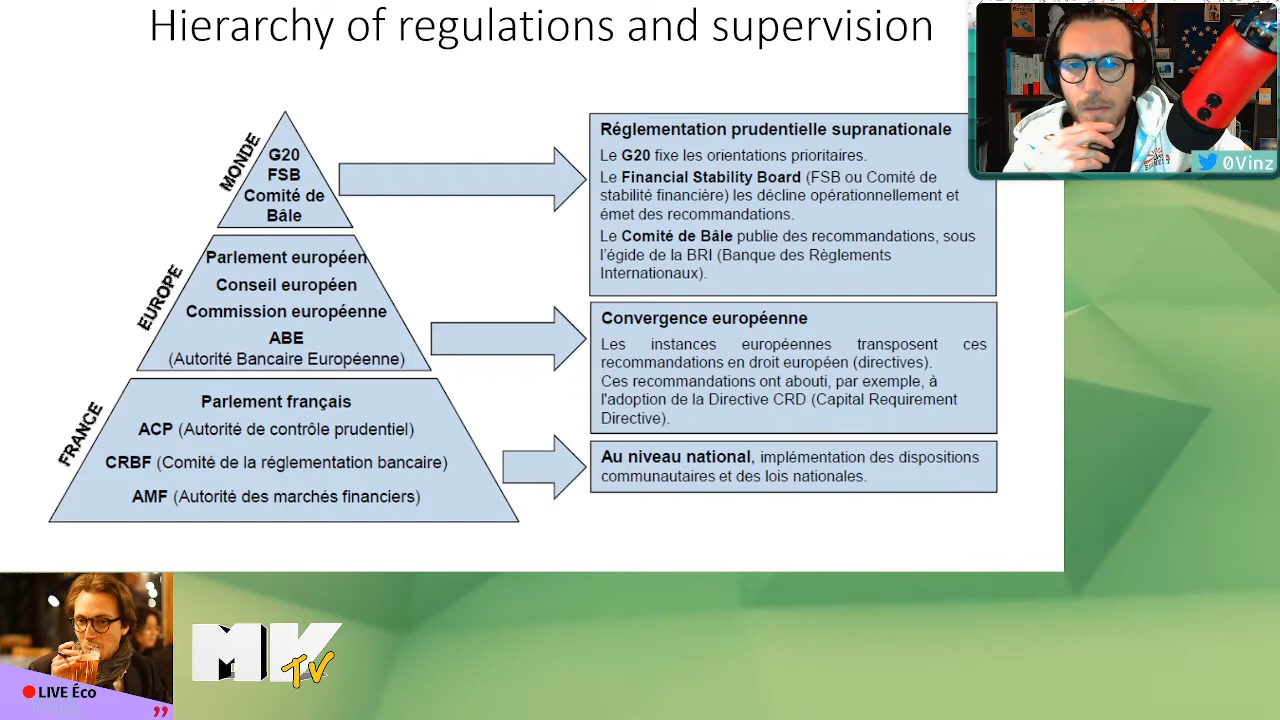 Hierarchy of regulations and supervision
MONDE
G20
FSB
Comité de
Bâle
EUROPE
Parlement européen
Conseil européen
Commission européenne
ABE
(Autorité Bancaire Européenne)
FRANCE
Parlement français
ACP (Autorité de contrôle prudentiel)
CRBF (Comité de la réglementation bancaire)
AMF (Autorité des marchés financiers)
Réglementation prudentielle supranationale
Le G20 fixe les orientations prioritaires.
Le Financial Stability Board (FSB ou Comité de
stabilité financière) les décline opérationnellement et
émet des recommandations.
Le Comité de Bâle publie des recommandations, sous
l'égide de la BRI (Banque des Règlements
Internationaux).
Convergence européenne
Les instances européennes transposent ces
recommandations en droit européen (directives).
Ces recommandations ont abouti, par exemple, à
l'adoption de la Directive CRD (Capital Requirement
Directive).
Au niveau national, implémentation des dispositions
communautaires et des lois nationales.
0Vinz
LIVE Éco
MK
TV